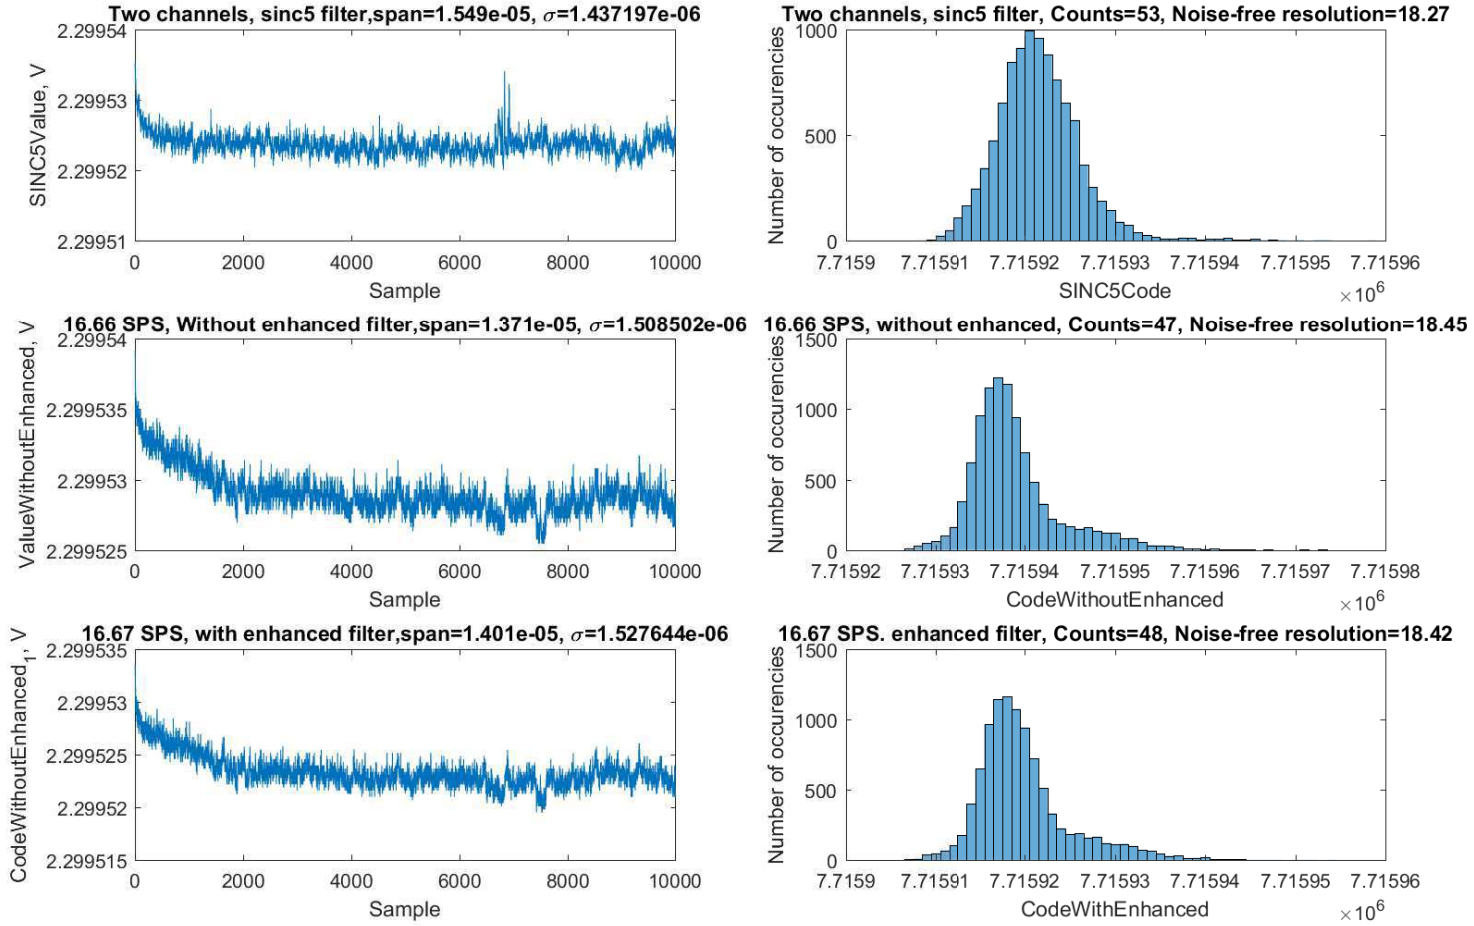 Two channels, sinc5 filter,span=1.549e-05, σ=1.437197e-06
2.29954
2.29953
2.29952
2.29951
SINC5Value, V
0 2000 4000 6000 8000 10000
Sample
Two channels, sinc5 filter, Counts=53, Noise-free resolution=18.27
1000
500
0
Number of occurencies
7.7159 7.71591 7.71592 7.71593 7.71594 7.71595 7.71596
SINC5Code
×10^6
16.66 SPS, Without enhanced filter,span=1.371e-05, σ=1.508502e-06
2.29954
2.299535
2.29953
2.299525
ValueWithoutEnhanced, V
0 2000 4000 6000 8000 10000
Sample
16.66 SPS, without enhanced, Counts=47, Noise-free resolution=18.45
1500
1000
500
0
Number of occurencies
7.71592 7.71593 7.71594 7.71595 7.71596 7.71597 7.71598
CodeWithoutEnhanced
×10^6
16.67 SPS, with enhanced filter,span=1.401e-05, σ=1.527644e-06
2.299535
2.29953
2.299525
2.29952
2.299515
CodeWithoutEnhanced_1, V
0 2000 4000 6000 8000 10000
Sample
16.67 SPS. enhanced filter, Counts=48, Noise-free resolution=18.42
1500
1000
500
0
Number of occurencies
7.7159 7.71591 7.71592 7.71593 7.71594 7.71595 7.71596
CodeWithEnhanced
×10^6